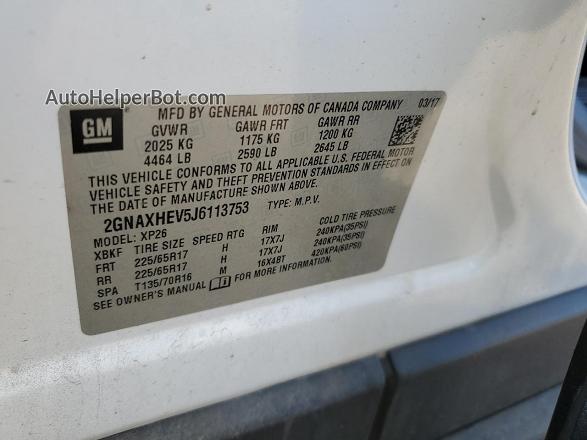 AutoHelperBot.com
GM
MFD BY GENERAL MOTORS OF CANADA COMPANY 03/17
GVWR GAWR FRT GAWR RR
2025 KG 1175 KG 1200 KG
4464 LB 2590 LB 2645 LB
THIS VEHICLE CONFORMS TO ALL APPLICABLE U.S. FEDERAL MOTOR
VEHICLE SAFETY AND THEFT PREVENTION STANDARDS IN EFFECT ON
THE DATE OF MANUFACTURE SHOWN ABOVE.
2GNAXHEV5J6113753 TYPE: M.P.V.
MODEL: XP26
XBKF TIRE SIZE SPEED RTG RIM 240KPA(35PSI)
FRT 225/65R17 H 17X7J 240KPA(35PSI)
RR 225/65R17 H 17X7J 420KPA(60PSI)
SPA T135/70R16 M 16X4BT
SEE OWNER'S MANUAL FOR MORE INFORMATION.